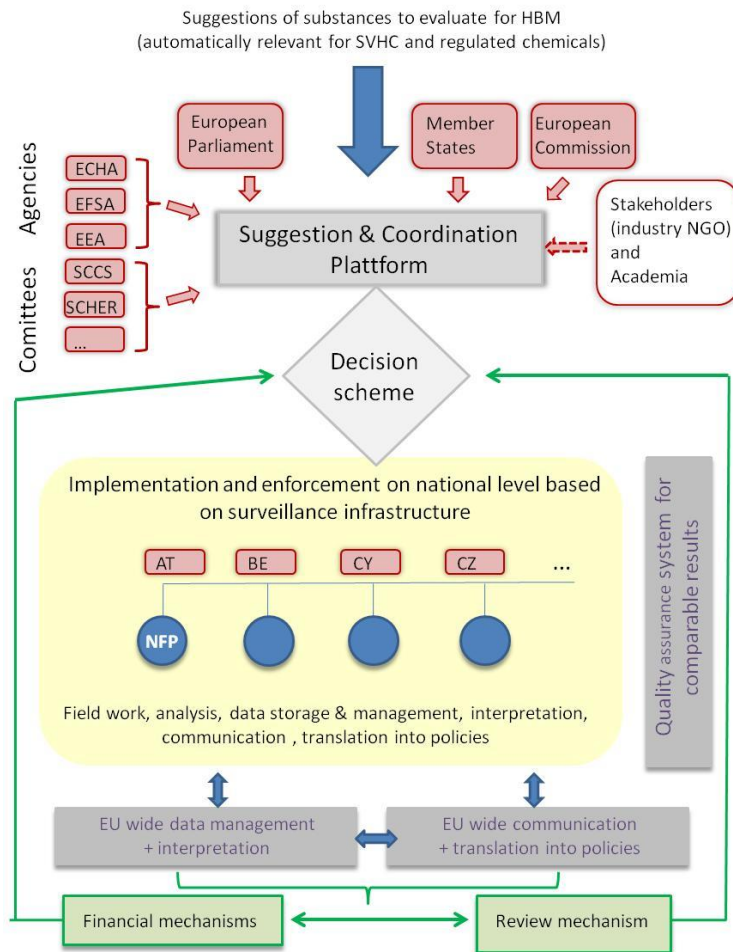 Suggestions of substances to evaluate for HBM
(automatically relevant for SVHC and regulated chemicals)
European
Parliament
Member
States
European
Commission
Agencies
ECHA
EFSA
EEA
Comittees
SCCS
SCHER
...
Suggestion & Coordination
Plattform
Stakeholders
(industry NGO)
and
Academia
Decision
scheme
Implementation and enforcement on national level based
on surveillance infrastructure
AT
BE
CY
CZ
...
NFP
Field work, analysis, data storage & management, interpretation,
communication , translation into policies
Quality assurance system for
comparable results
EU wide data management
+ interpretation
EU wide communication
+ translation into policies
Financial mechanisms
Review mechanism